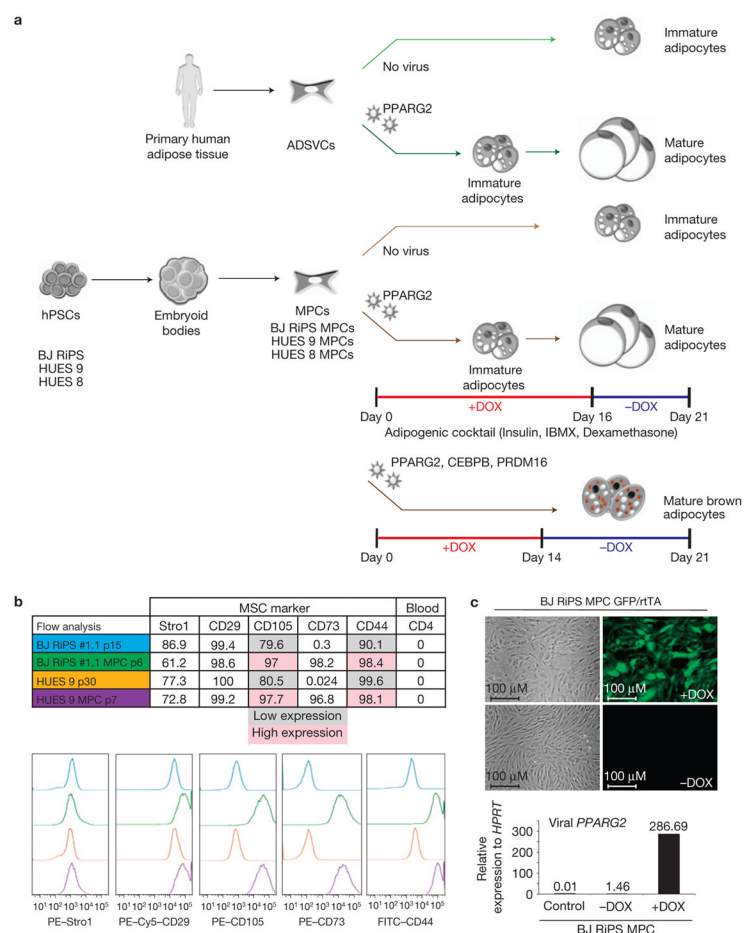 a
Primary human
adipose tissue
ADSVCs
No virus
Immature
adipocytes
PPARG2
Immature
adipocytes
Mature
adipocytes
No virus
Immature
adipocytes
hPSCs
Embryoid
bodies
MPCs
PPARG2
BJ RiPS
HUES 9
HUES 8
BJ RiPS MPCs
HUES 9 MPCs
HUES 8 MPCs
Immature
adipocytes
Mature
adipocytes
+DOX
–DOX
Day 0
Day 16
Day 21
Adipogenic cocktail (Insulin, IBMX, Dexamethasone)
PPARG2, CEBPB, PRDM16
Mature brown
adipocytes
+DOX
–DOX
Day 0
Day 14
Day 21
b
MSC marker Blood
Flow analysis Stro1 CD29 CD105 CD73 CD44 CD4
BJ RiPS #1.1 p15 86.9 99.4 79.6 0.3 90.1 0
BJ RiPS #1.1 MPC p6 61.2 98.6 97 98.2 98.4 0
HUES 9 p30 77.3 100 80.5 0.024 99.6 0
HUES 9 MPC p7 72.8 99.2 97.7 96.8 98.1 0
Low expression
High expression
10¹ 10² 10³ 10⁴ 10⁵ 10¹ 10² 10³ 10⁴ 10⁵ 10¹ 10² 10³ 10⁴ 10⁵ 10¹ 10² 10³ 10⁴ 10⁵ 10¹ 10² 10³ 10⁴ 10⁵
PE–Stro1 PE–Cy5–CD29 PE–CD105 PE–CD73 FITC–CD44
c
BJ RiPS MPC GFP/rtTA
100 μM
100 μM
+DOX
100 μM
100 μM
–DOX
Relative
expression to HPRT
Viral PPARG2
300
200
100
0
0.01
1.46
286.69
Control –DOX +DOX
BJ RiPS MPC